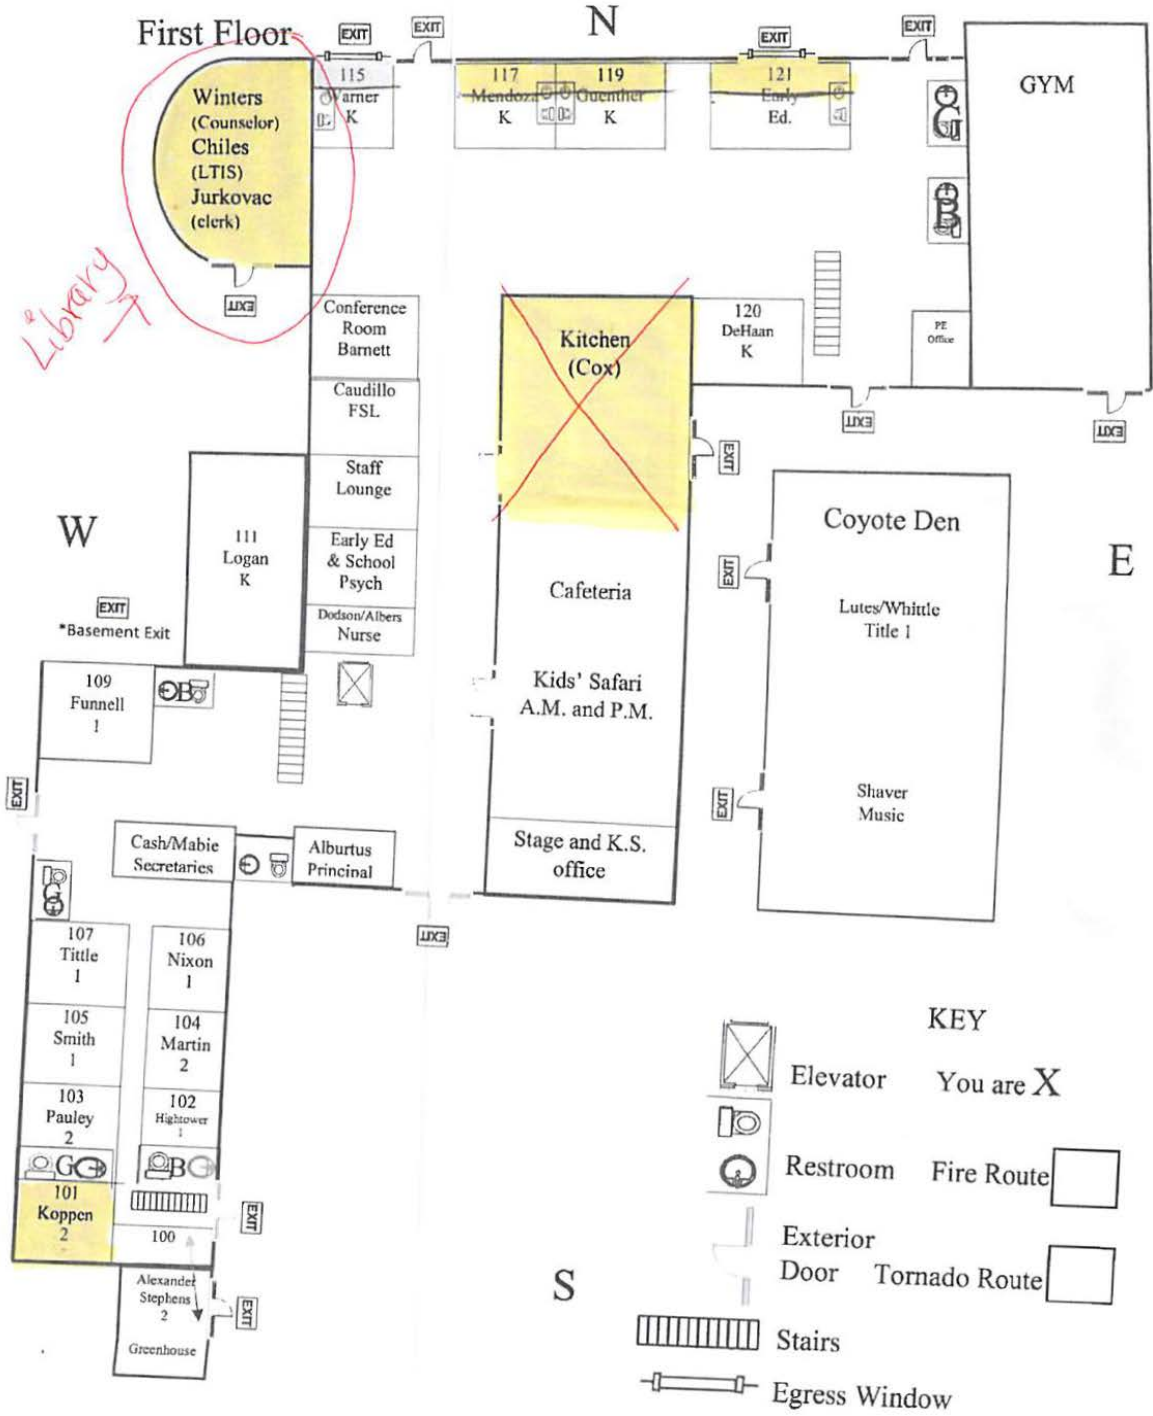 First Floor
EXIT
EXIT
N
EXIT
EXIT
Winters
(Counselor)
Chiles
(LTIS)
Jurkovac
(clerk)
EXIT
Library
115
Varner
K
117
Mendoza
K
119
Guenther
K
121
Early
Ed.
G
B
GYM
Conference
Room
Barnett
Caudillo
FSL
Staff
Lounge
Early Ed
& School
Psych
Dodson/Albers
Nurse
Kitchen
(Cox)
EXIT
120
DeHaan
K
PE
Office
EXIT
EXIT
W
111
Logan
K
EXIT
*Basement Exit
109
Funnell
1
B
Cafeteria
Kids' Safari
A.M. and P.M.
Stage and K.S.
office
Coyote Den
EXIT
Lutes/Whittle
Title 1
EXIT
Shaver
Music
E
EXIT
Cash/Mabie
Secretaries
Alburtus
Principal
EXIT
G
107
Tittle
1
106
Nixon
1
105
Smith
1
104
Martin
2
103
Pauley
2
102
Hightower
1
G
B
101
Koppen
2
100
EXIT
Alexander
Stephens
2
Greenhouse
EXIT
S
KEY
Elevator You are X
Restroom Fire Route
Exterior
Door Tornado Route
Stairs
Egress Window